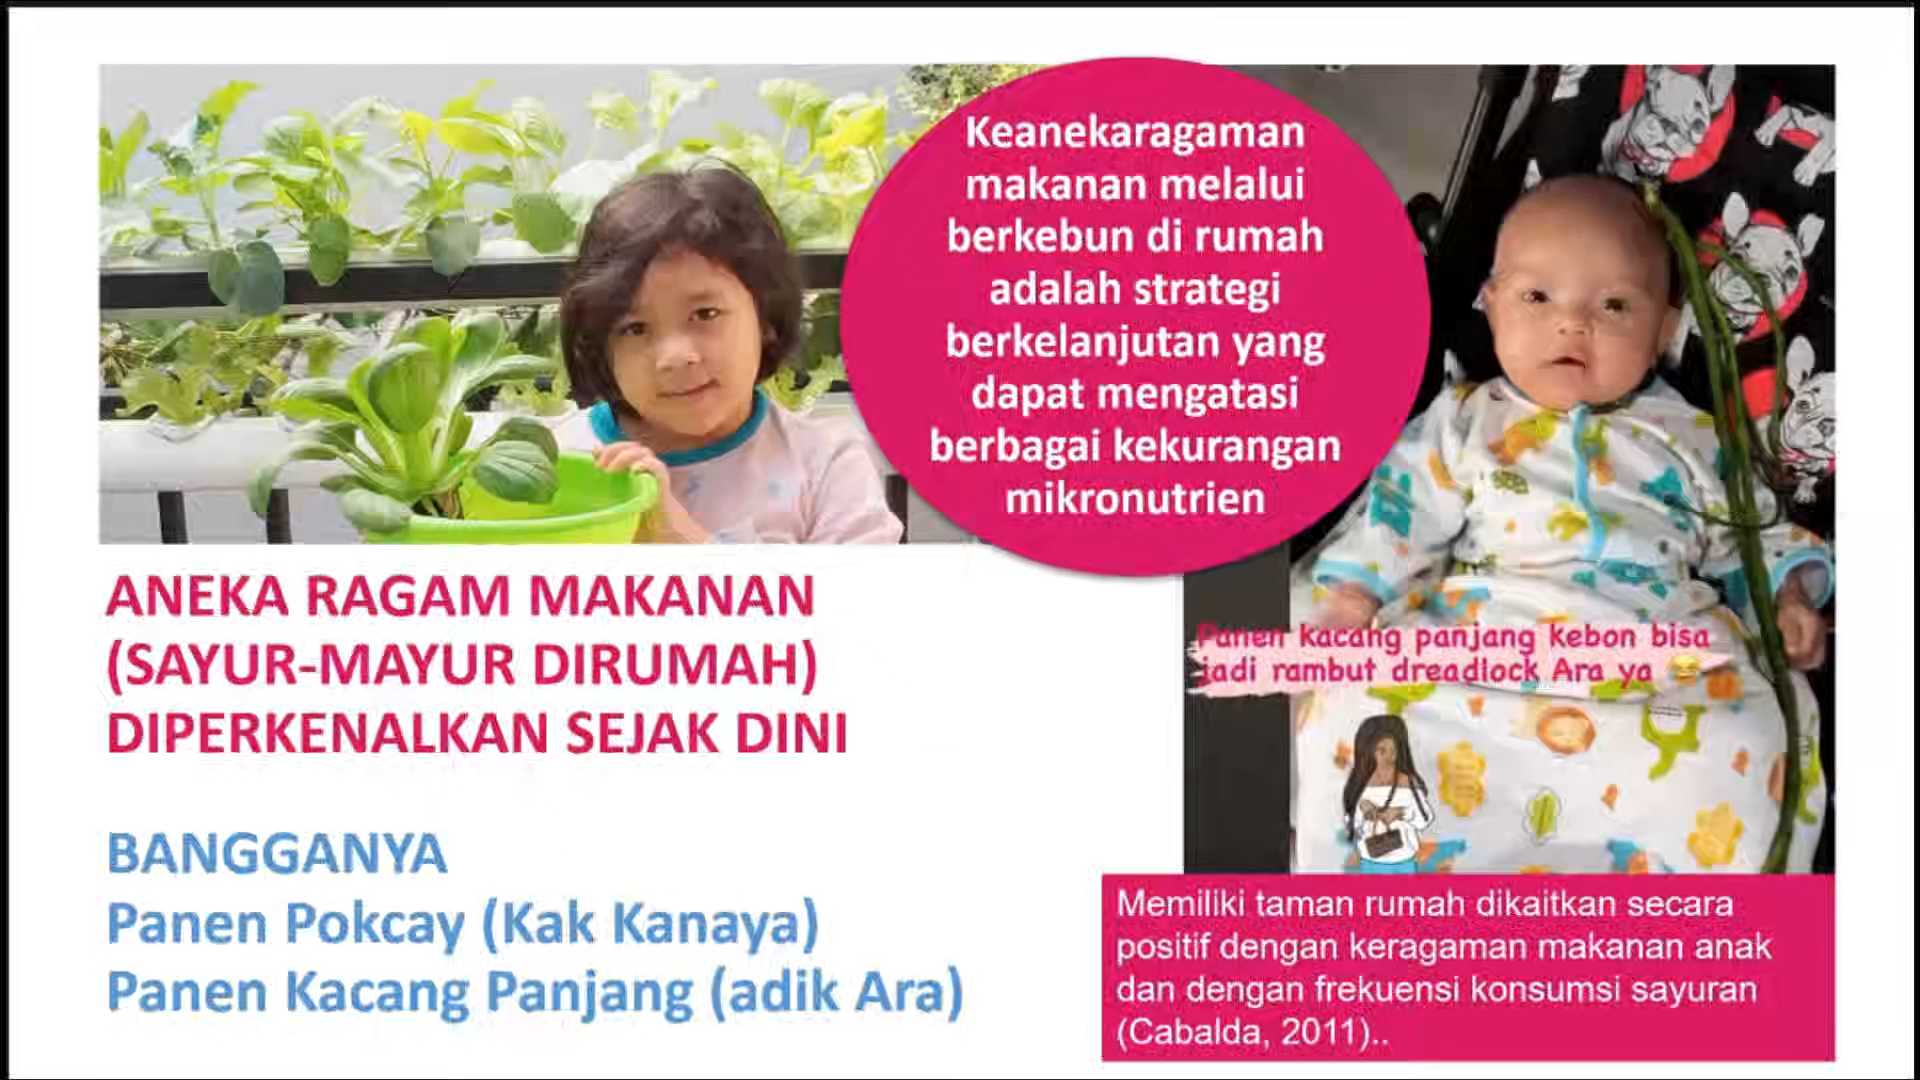 Keanekaragaman
makanan melalui
berkebun di rumah
adalah strategi
berkelanjutan yang
dapat mengatasi
berbagai kekurangan
mikronutrien
ANEKA RAGAM MAKANAN
(SAYUR-MAYUR DIRUMAH)
DIPERKENALKAN SEJAK DINI
BANGGANYA
Panen Pokcay (Kak Kanaya)
Panen Kacang Panjang (adik Ara)
Panen kacang panjang kebon bisa
jadi rambut dreadlock Ara ya
Memiliki taman rumah dikaitkan secara
positif dengan keragaman makanan anak
dan dengan frekuensi konsumsi sayuran
(Cabalda, 2011)..